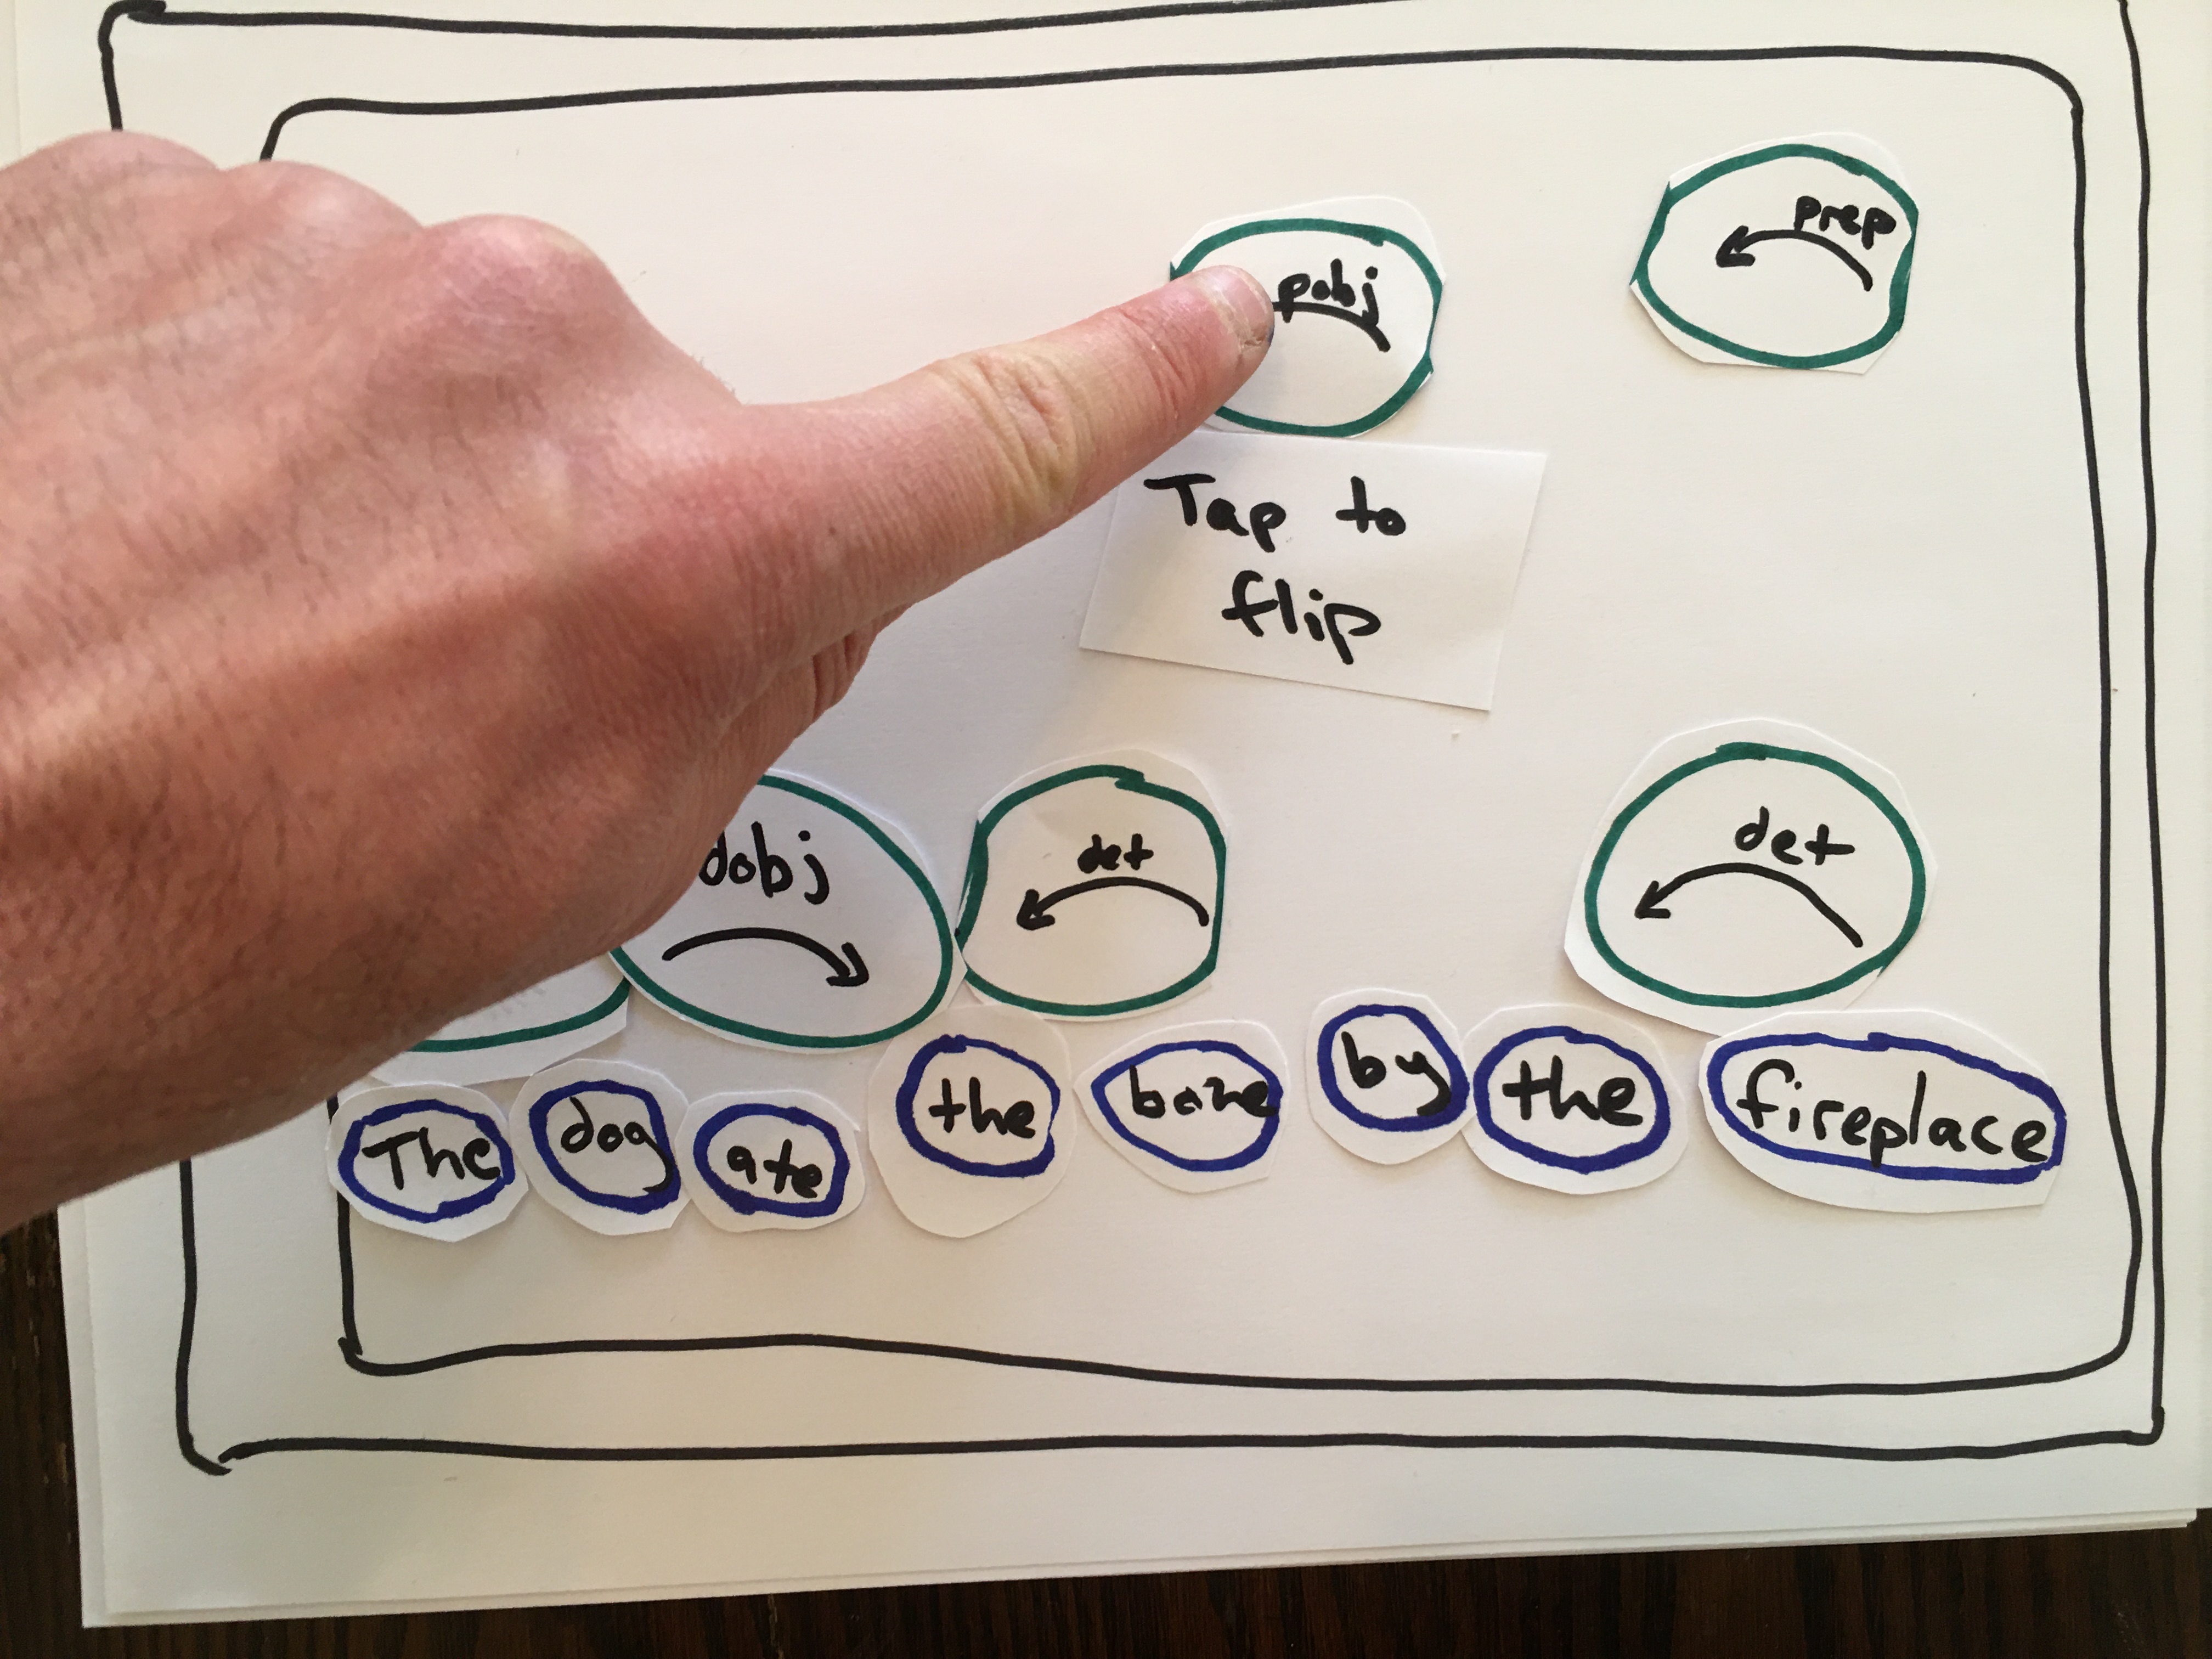 prep
pobj
Tap to
flip
dobj
det
det
The dog ate the bone by the fireplace